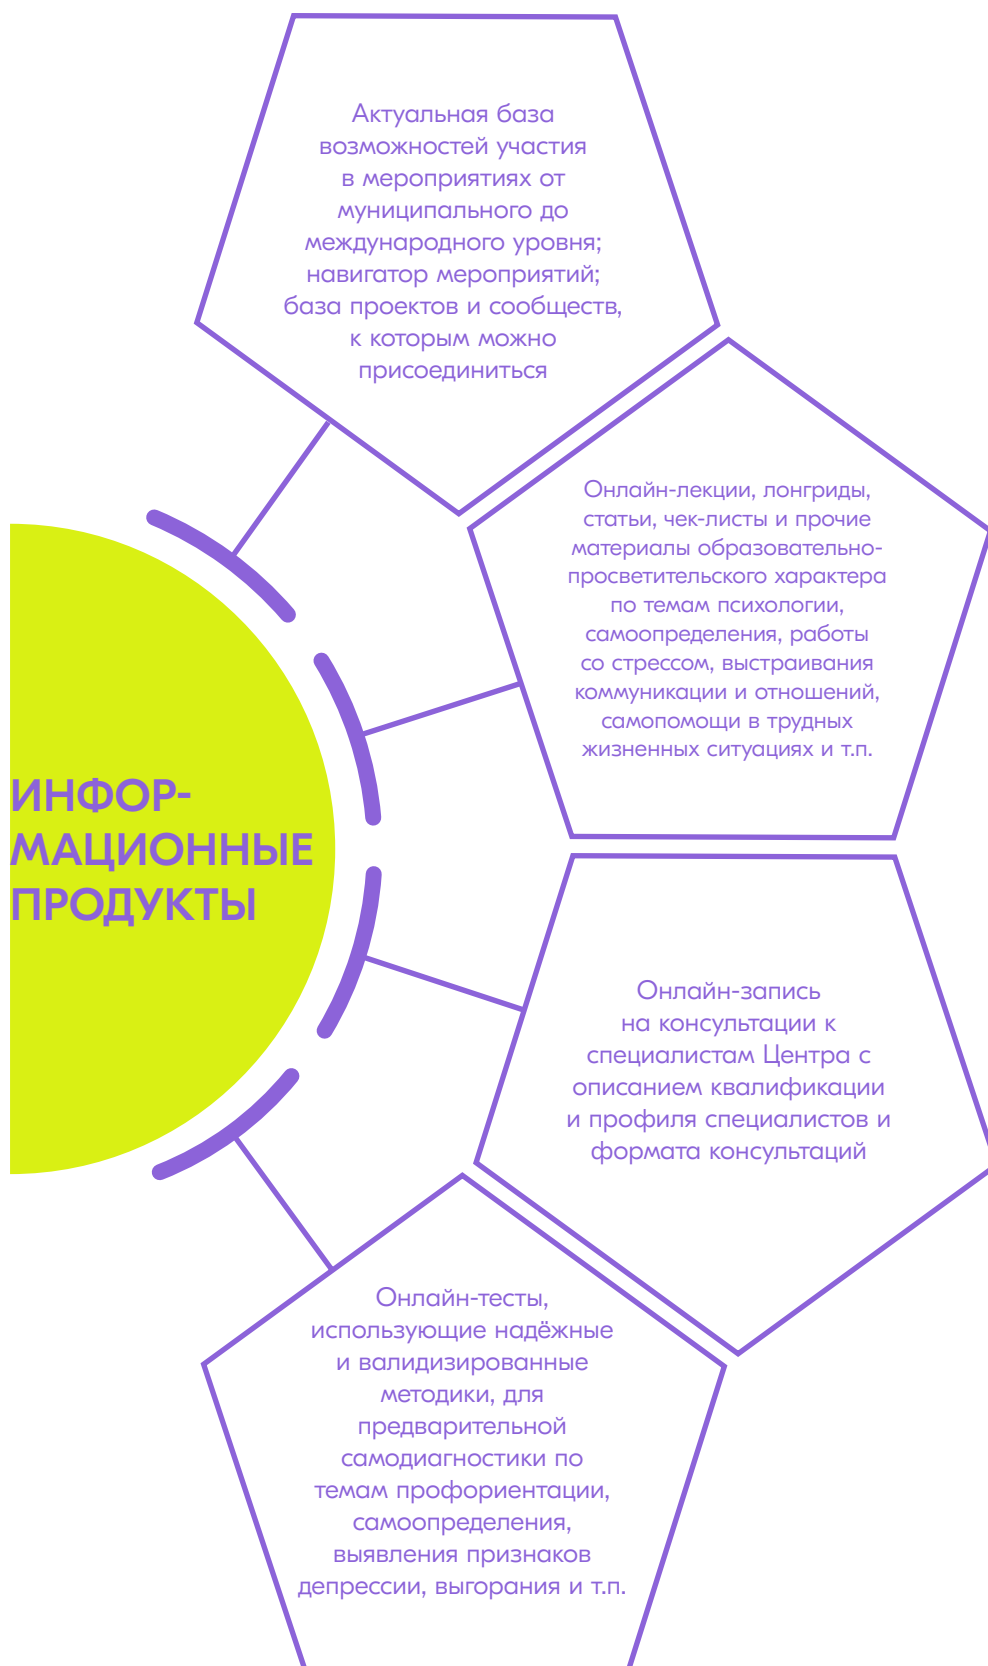 Актуальная база
возможностей участия
в мероприятиях от
муниципального до
международного уровня;
навигатор мероприятий;
база проектов и сообществ,
к которым можно
присоединиться
Онлайн-лекции, лонгриды,
статьи, чек-листы и прочие
материалы образовательно-
просветительского характера
по темам психологии,
самоопределения, работы
со стрессом, выстраивания
коммуникации и отношений,
самопомощи в трудных
жизненных ситуациях и т.п.
ИНФОР-
МАЦИОННЫЕ
ПРОДУКТЫ
Онлайн-запись
на консультации к
специалистам Центра с
описанием квалификации
и профиля специалистов и
формата консультаций
Онлайн-тесты,
использующие надёжные
и валидизированные
методики, для
предварительной
самодиагностики по
темам профориентации,
самоопределения,
выявления признаков
депрессии, выгорания и т.п.